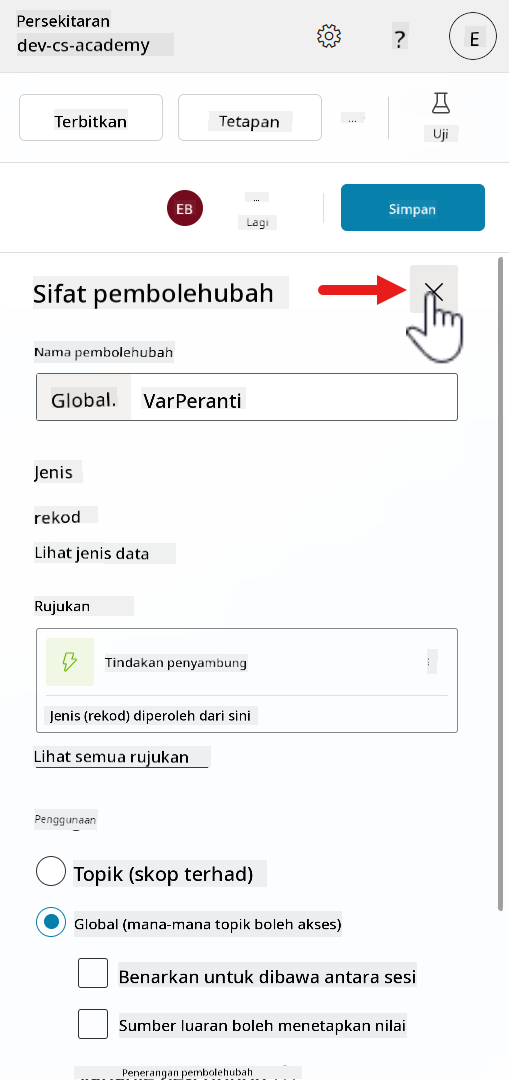 Persekitaran
dev-cs-academy
?
E
Terbitkan
Tetapan
...
Uji
EB
...
Lagi
Simpan
Sifat pembolehubah
Nama pembolehubah
Global. VarPeranti
Jenis
rekod
Lihat jenis data
Rujukan
Tindakan penyambung
Jenis (rekod) diperoleh dari sini
Lihat semua rujukan
Penggunaan
Topik (skop terhad)
Global (mana-mana topik boleh akses)
Benarkan untuk dibawa antara sesi
Sumber luaran boleh menetapkan nilai
Penerangan pembolehubah